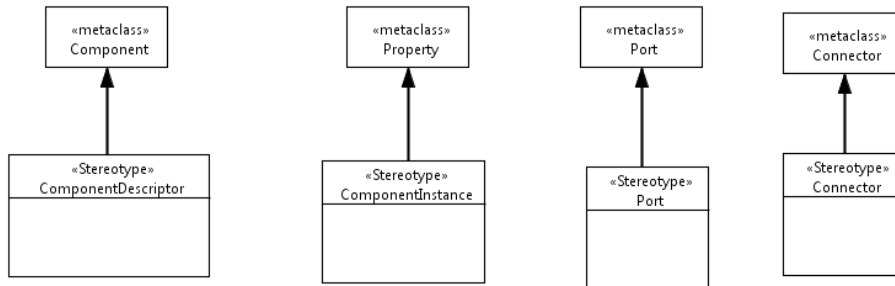 «metaclass»
Component
«metaclass»
Property
«metaclass»
Port
«metaclass»
Connector
«Stereotype»
ComponentDescriptor
«Stereotype»
ComponentInstance
«Stereotype»
Port
«Stereotype»
Connector